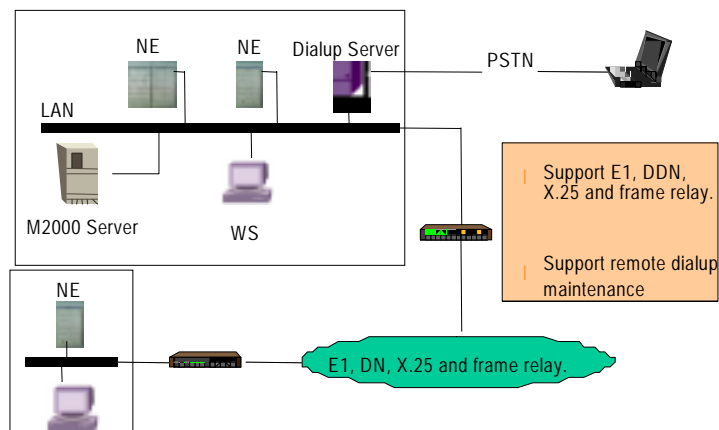 NE
NE
Dialup Server
PSTN
LAN
M2000 Server
WS
Support E1, DDN,
X.25 and frame relay.
Support remote dialup
maintenance
NE
E1, DN, X.25 and frame relay.